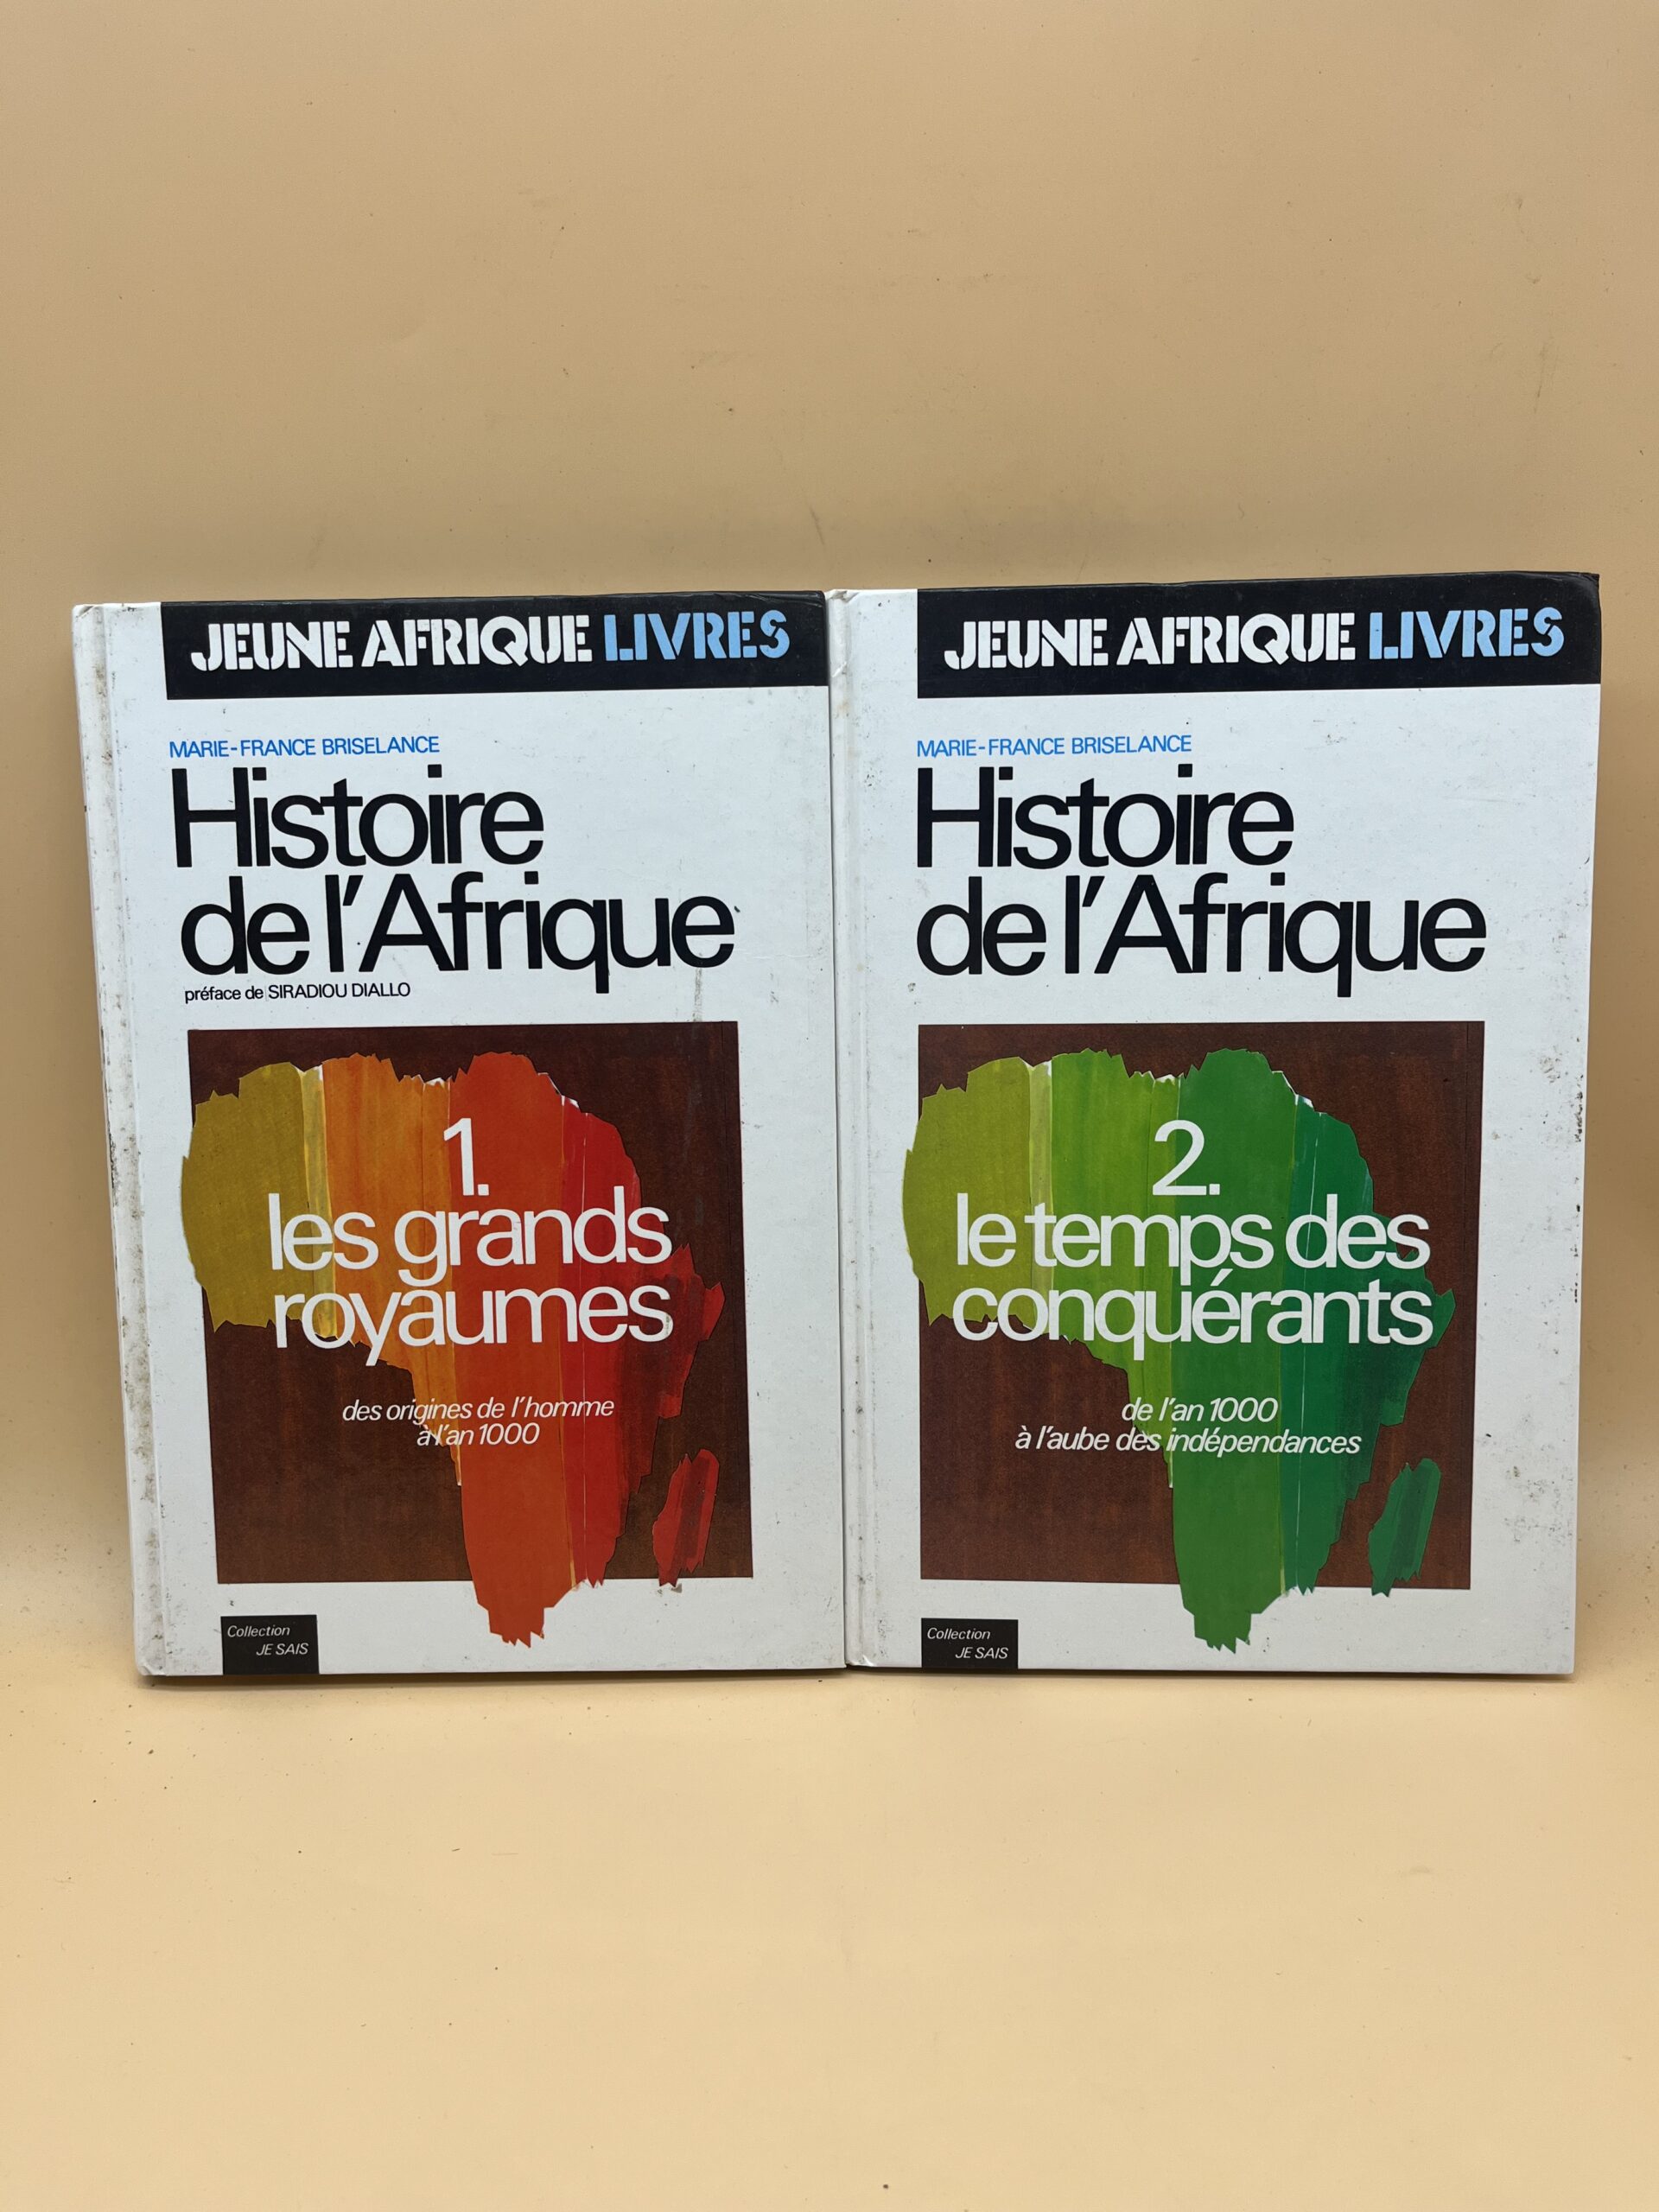 JEUNE AFRIQUE LIVRES
MARIE-FRANCE BRISELANCE
Histoire
de l'Afrique
préface de SIRADIOU DIALLO
1.
les grands
royaumes
des origines de l'homme
à l'an 1000
Collection
JE SAIS
JEUNE AFRIQUE LIVRES
MARIE-FRANCE BRISELANCE
Histoire
de l'Afrique
2.
le temps des
conquérants
de l'an 1000
à l'aube des indépendances
Collection
JE SAIS